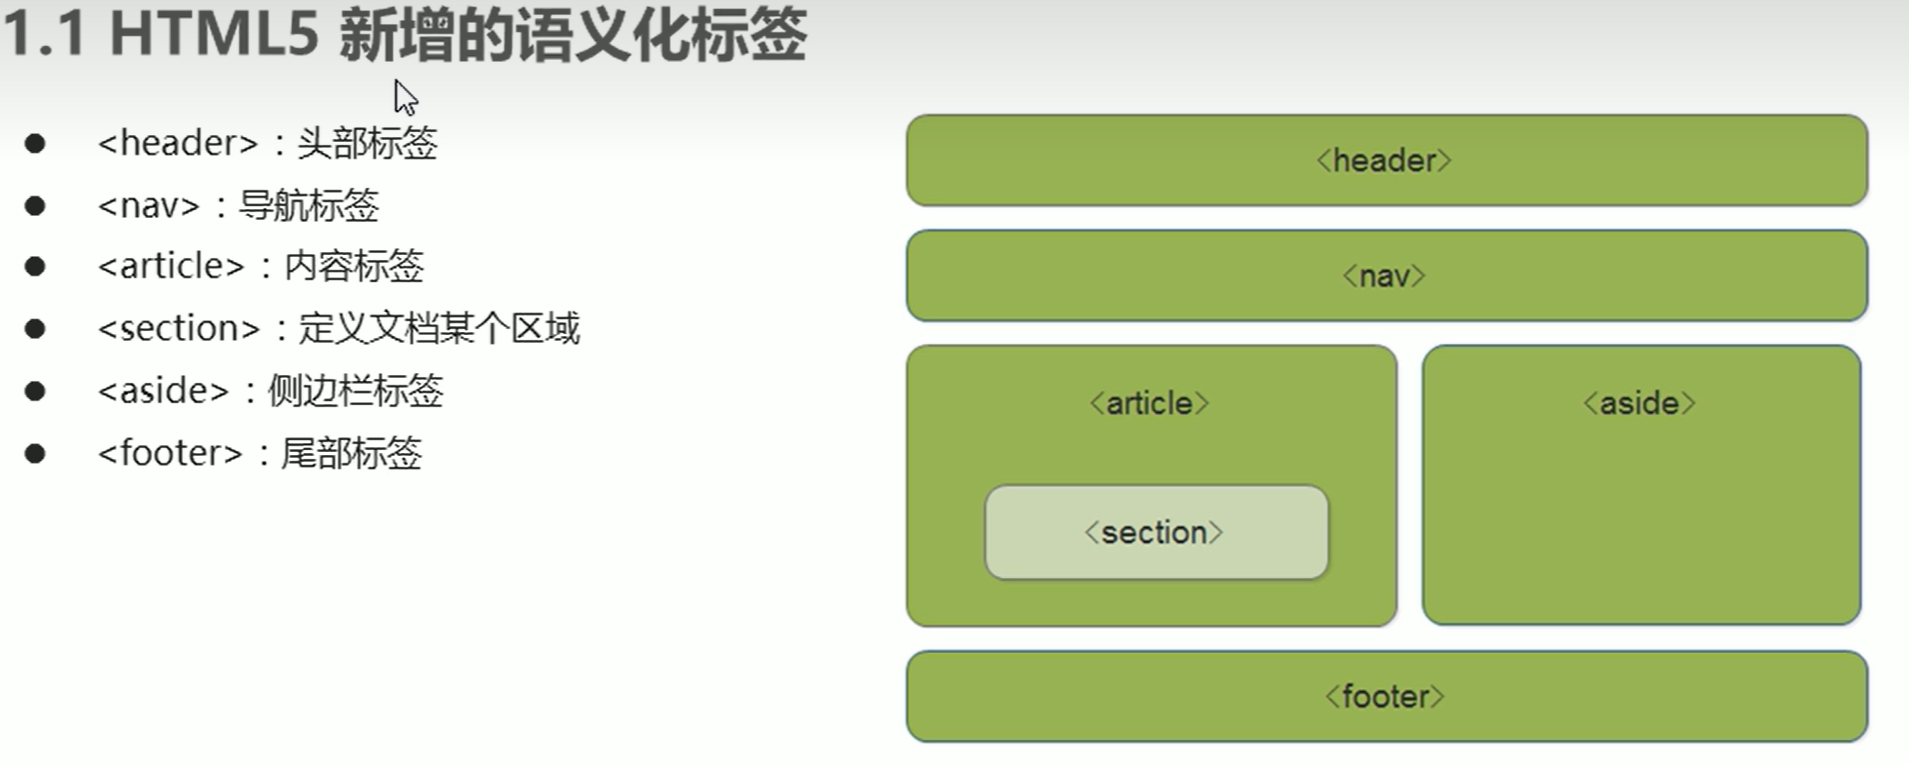 1.1 HTML5 新增的语义化标签
● <header>：头部标签
● <nav>：导航标签
● <article>：内容标签
● <section>：定义文档某个区域
● <aside>：侧边栏标签
● <footer>：尾部标签
<header>
<nav>
<article>
<aside>
<section>
<footer>